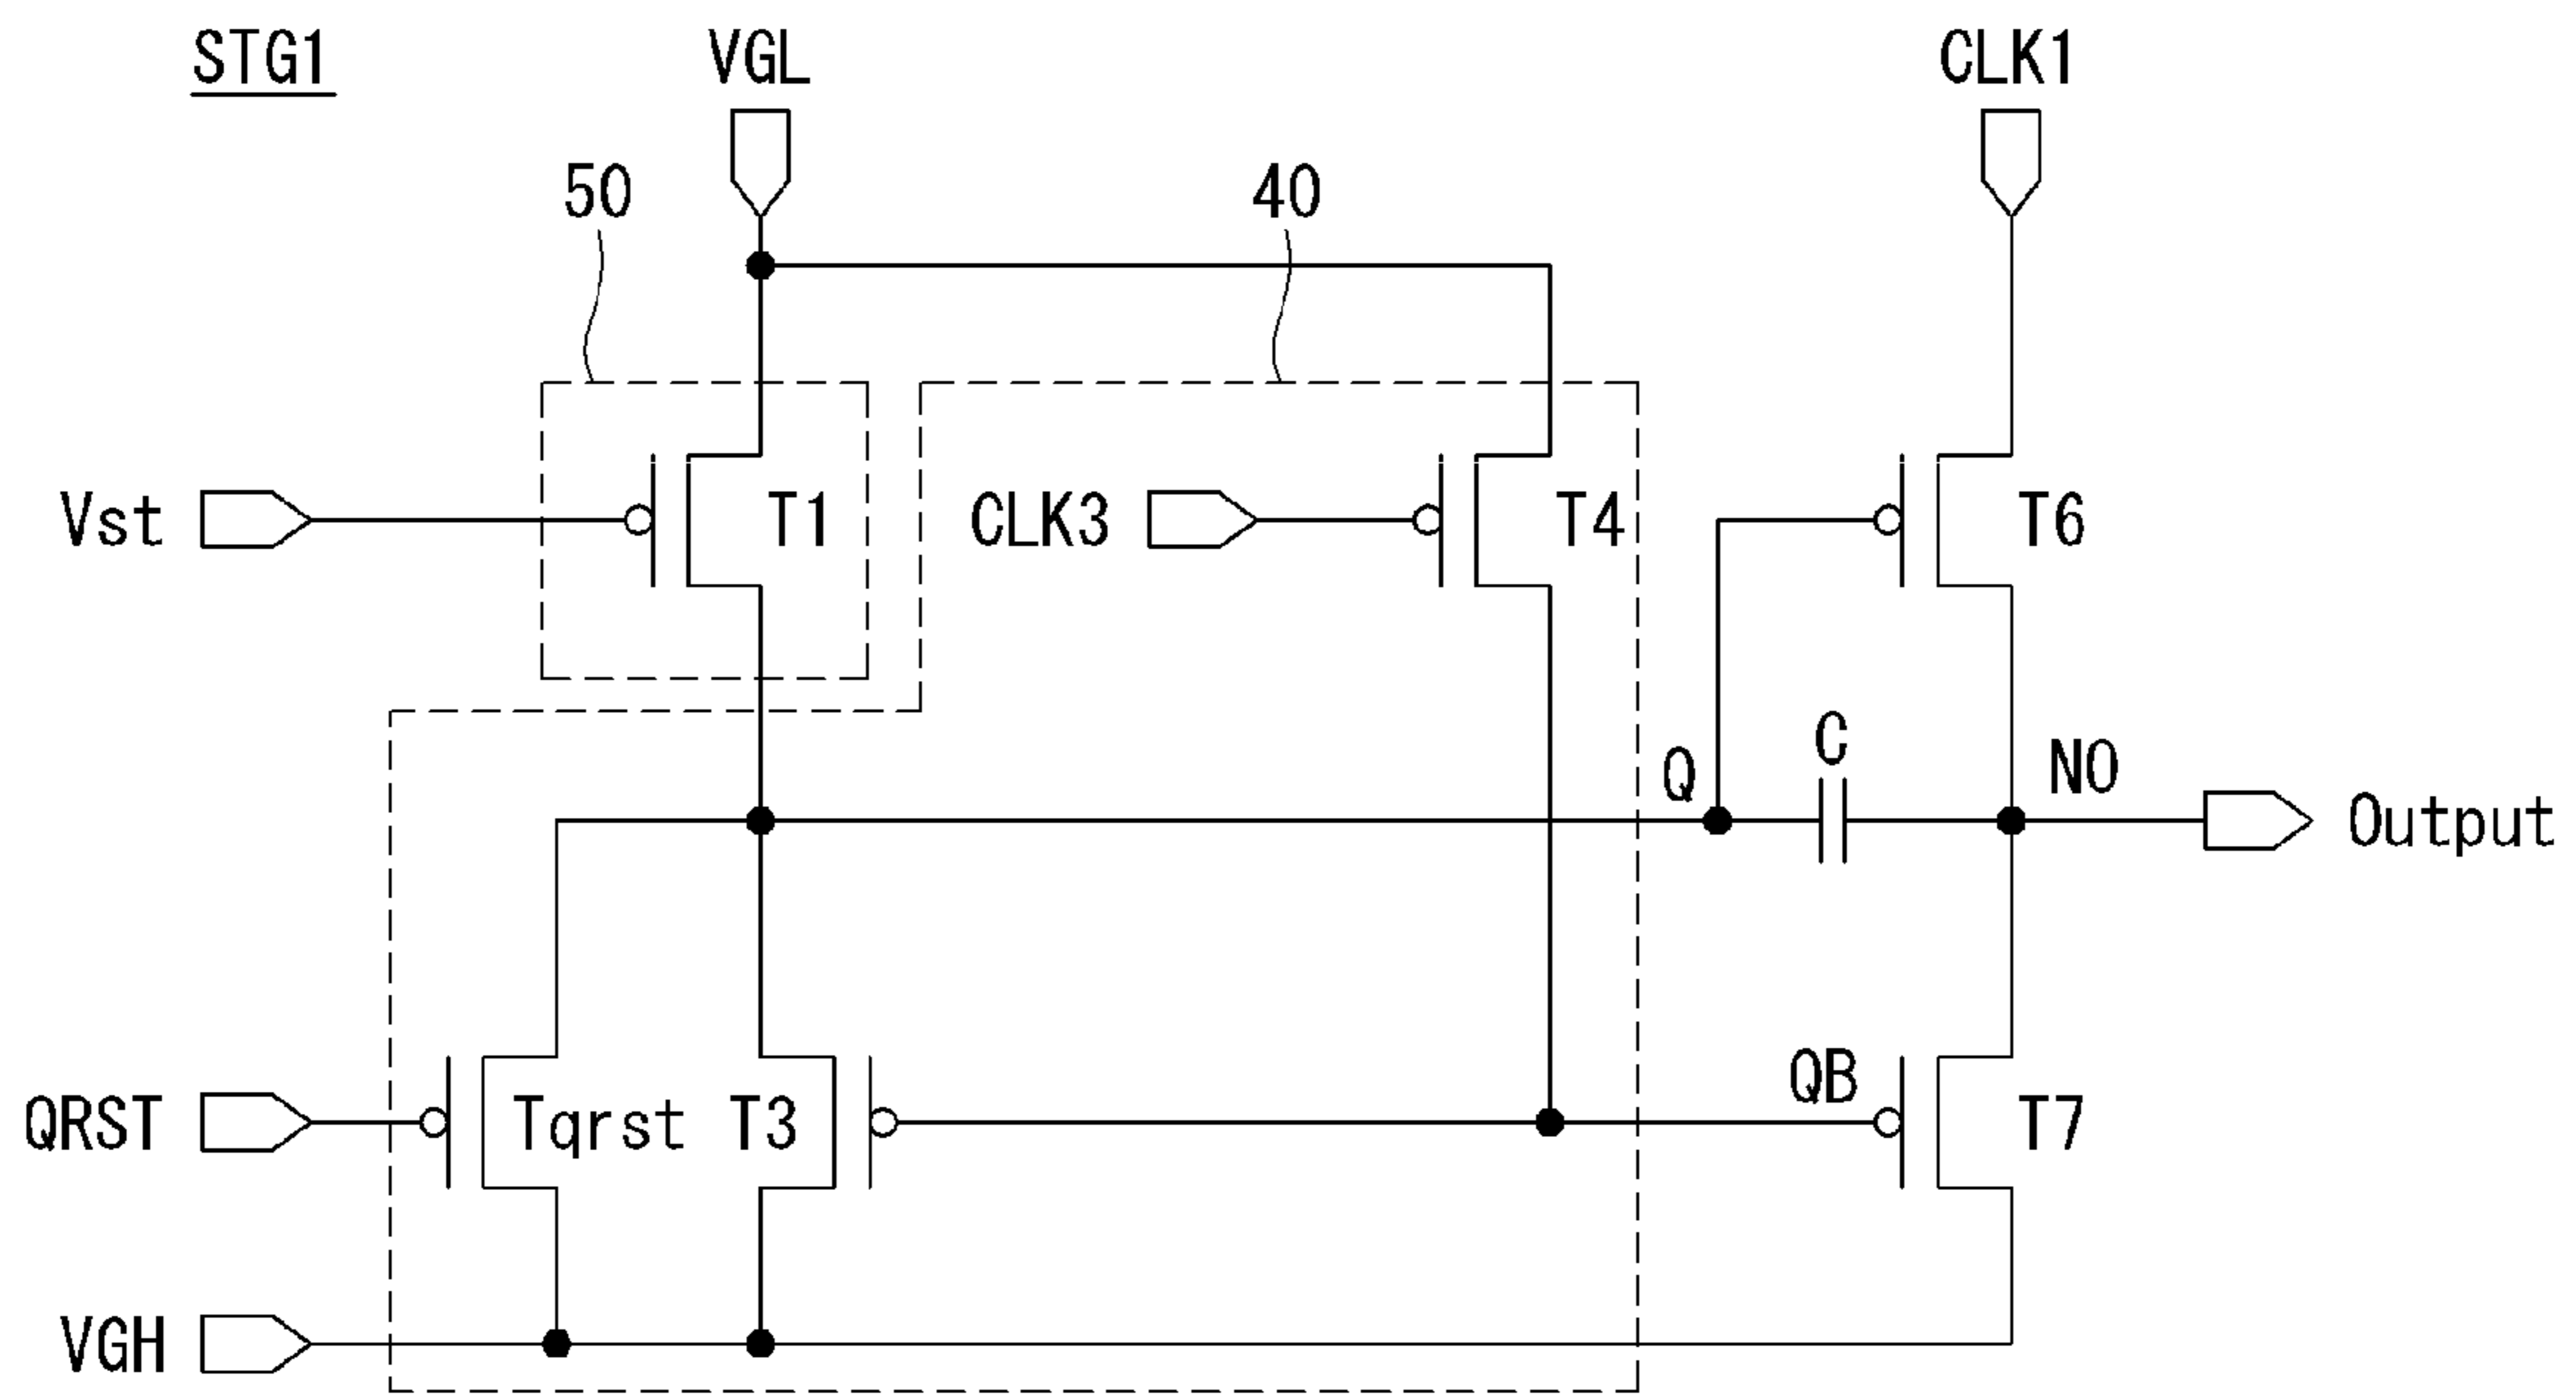 STG1
VGL
CLK1
50
40
Vst
T1
CLK3
T4
T6
Q
C
NO
Output
QRST
Tqrst
T3
QB
T7
VGH